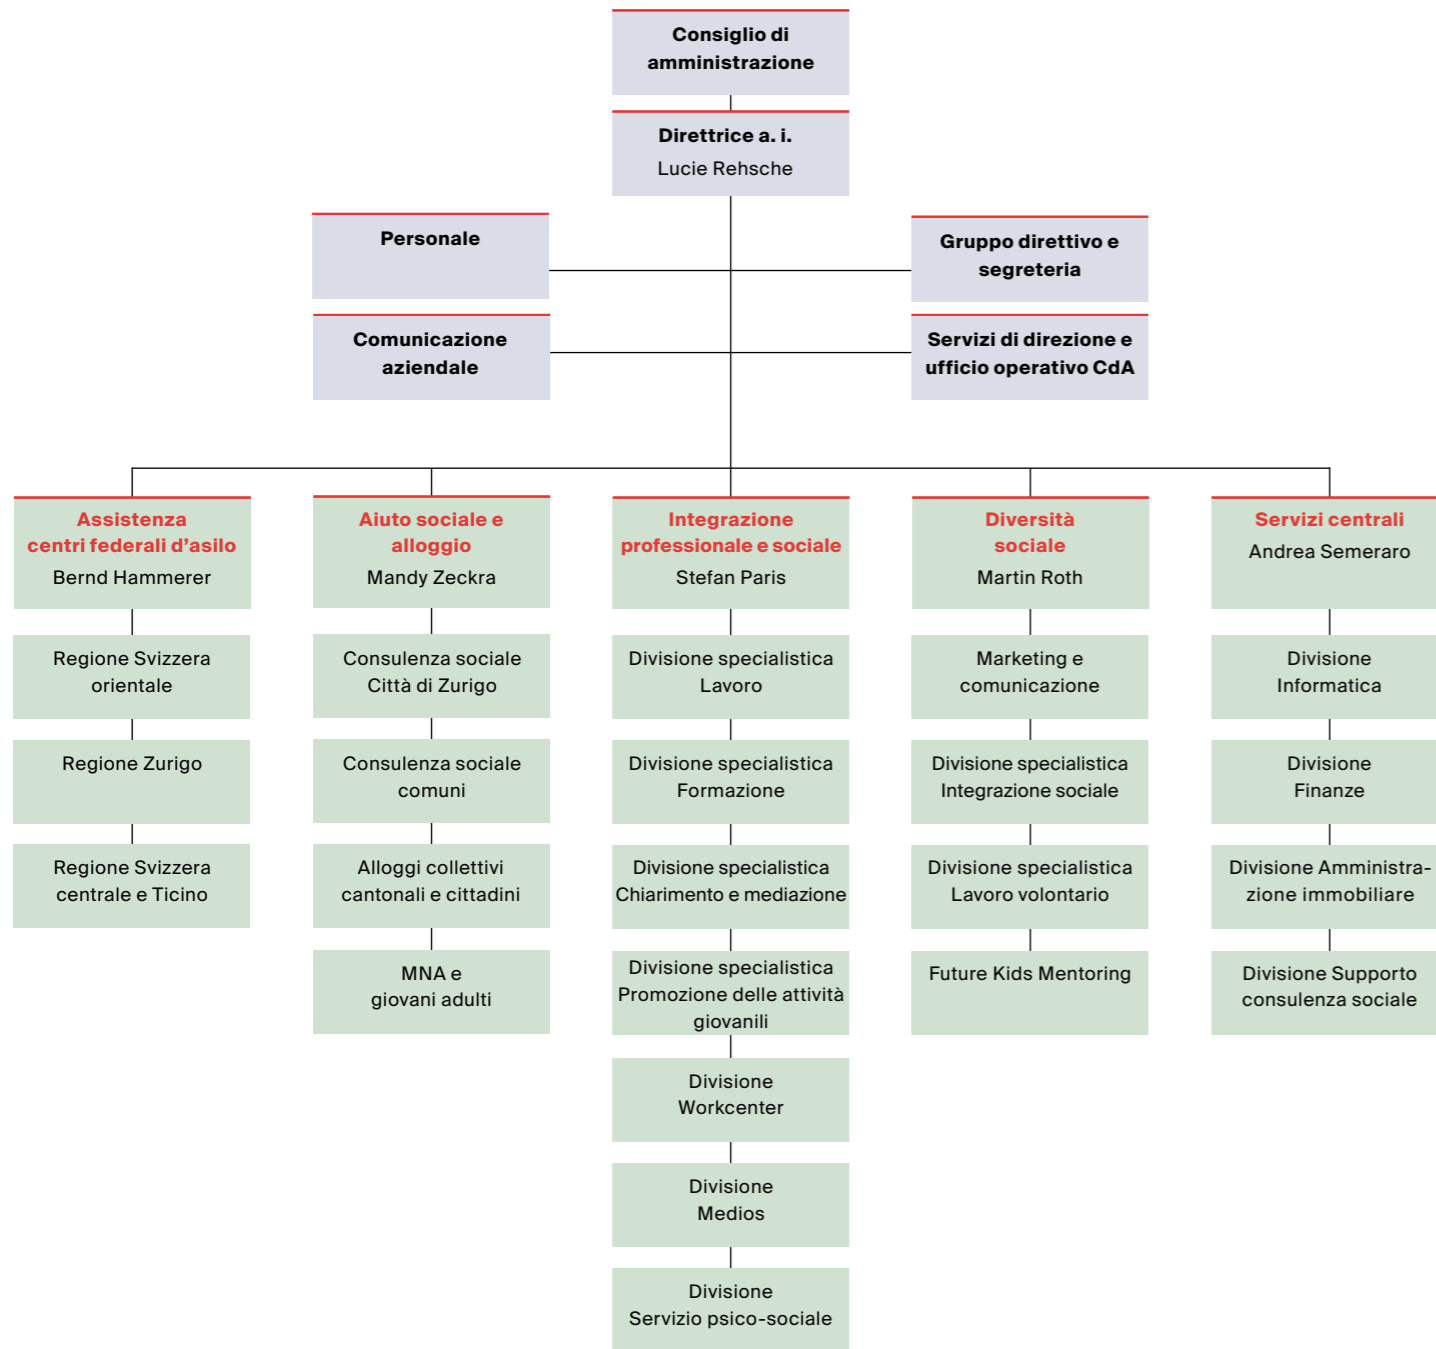 Consiglio di
amministrazione
Direttrice a. i.
Lucie Rehsche
Personale
Gruppo direttivo e
segreteria
Comunicazione
aziendale
Servizi di direzione e
ufficio operativo CdA
Assistenza
centri federali d'asilo
Bernd Hammerer
Regione Svizzera
orientale
Regione Zurigo
Regione Svizzera
centrale e Ticino
Aiuto sociale e
alloggio
Mandy Zeckra
Consulenza sociale
Città di Zurigo
Consulenza sociale
comuni
Alloggi collettivi
cantonali e cittadini
MNA e
giovani adulti
Integrazione
professionale e sociale
Stefan Paris
Divisione specialistica
Lavoro
Divisione specialistica
Formazione
Divisione specialistica
Chiarimento e mediazione
Divisione specialistica
Promozione delle attività
giovanili
Divisione
Workcenter
Divisione
Medios
Divisione
Servizio psico-sociale
Diversità
sociale
Martin Roth
Marketing e
comunicazione
Divisione specialistica
Integrazione sociale
Divisione specialistica
Lavoro volontario
Future Kids Mentoring
Servizi centrali
Andrea Semeraro
Divisione
Informatica
Divisione
Finanze
Divisione Amministra-
zione immobiliare
Divisione Supporto
consulenza sociale